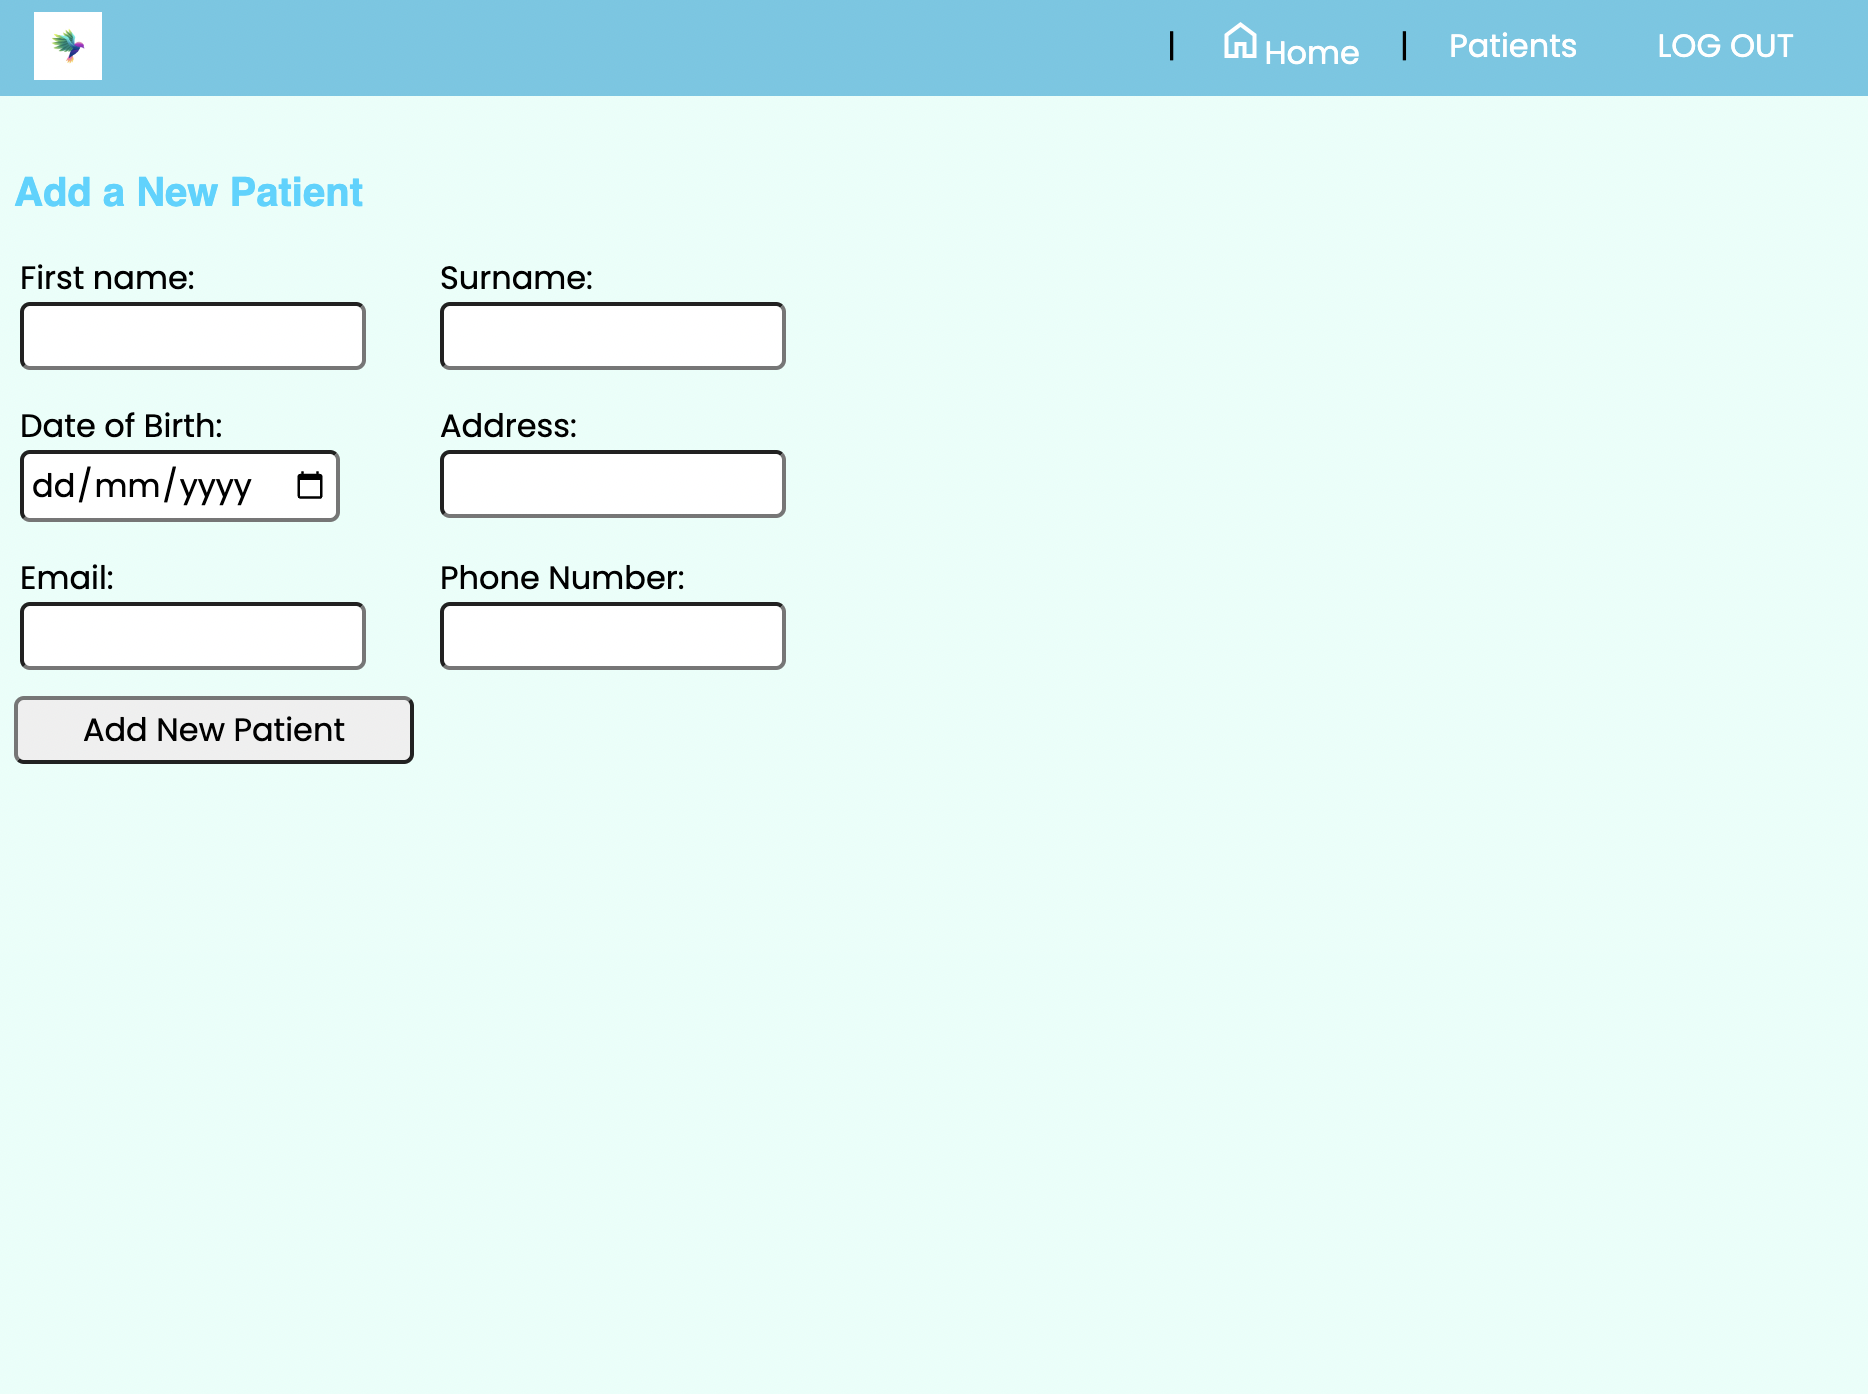 | Home | Patients LOG OUT
Add a New Patient
First name: Surname:
Date of Birth: Address:
dd/mm/yyyy
Email: Phone Number:
Add New Patient